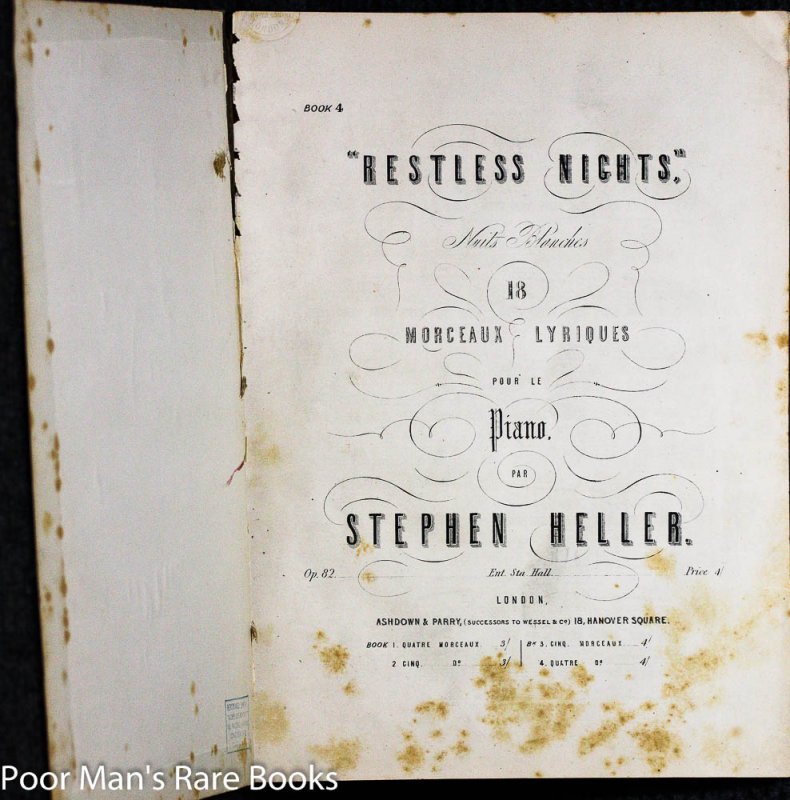 BOOK 4
"RESTLESS NIGHTS."
Nuits Blanches
18
MORCEAUX - LYRIQUES
POUR LE
Piano.
PAR
STEPHEN HELLER.
Op. 82. Ent. Sta. Hall. Price 4/
LONDON,
ASHDOWN & PARRY, (SUCCESSORS TO WESSEL & Co) 18, HANOVER SQUARE.
BOOK 1. QUATRE MORCEAUX. 3/ Bk 3. CINQ. MORCEAUX. 4/
2. CINQ. Do 3/ 4. QUATRE Do 4/
Poor Man's Rare Books